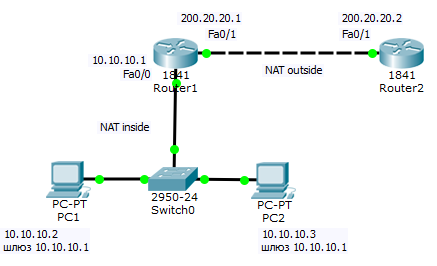 200.20.20.1
200.20.20.2
Fa0/1
Fa0/1
10.10.10.1
Fa0/0
1841
Router1
1841
Router2
NAT outside
NAT inside
2950-24
Switch0
PC-PT
PC1
PC-PT
PC2
10.10.10.2
шлюз 10.10.10.1
10.10.10.3
шлюз 10.10.10.1